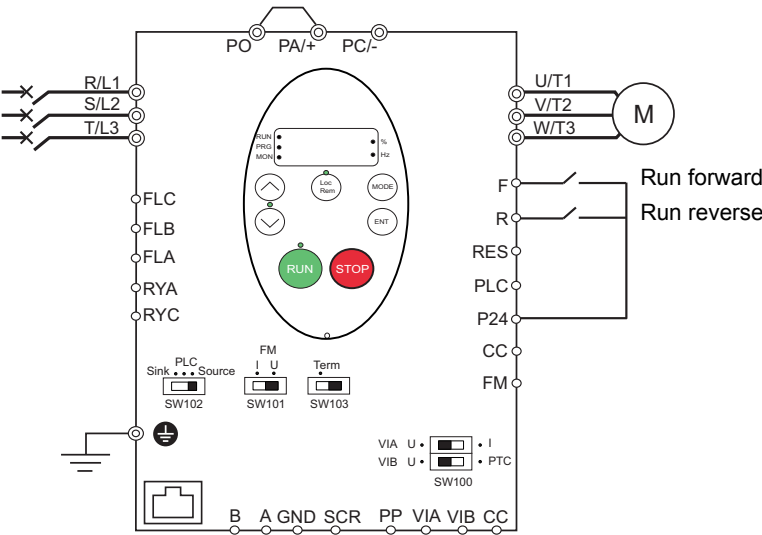 PO PA/+ PC/-
R/L1
S/L2
T/L3
U/T1
V/T2
W/T3
M
RUN
PRG
MON
%
Hz
Loc
Rem
MODE
ENT
RUN
STOP
FLC
FLB
FLA
RYA
RYC
F
Run forward
R
Run reverse
RES
PLC
P24
CC
FM
PLC
Sink
Source
SW102
FM
I U
SW101
Term
SW103
VIA U I
VIB U PTC
SW100
B A GND SCR PP VIA VIB CC